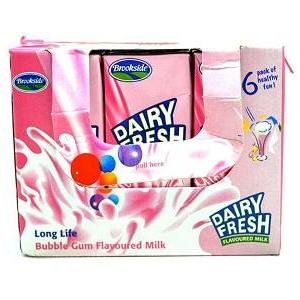 Brookside
Brookside
DAIRY
FRESH
pull here
6 pack of
healthy
fun!
DAIRY
FRESH
FLAVOURED MILK
Long Life
Bubble Gum Flavoured Milk